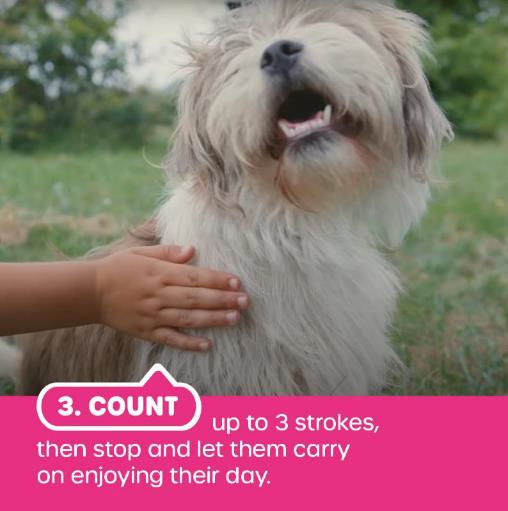 3. COUNT up to 3 strokes,
then stop and let them carry
on enjoying their day.